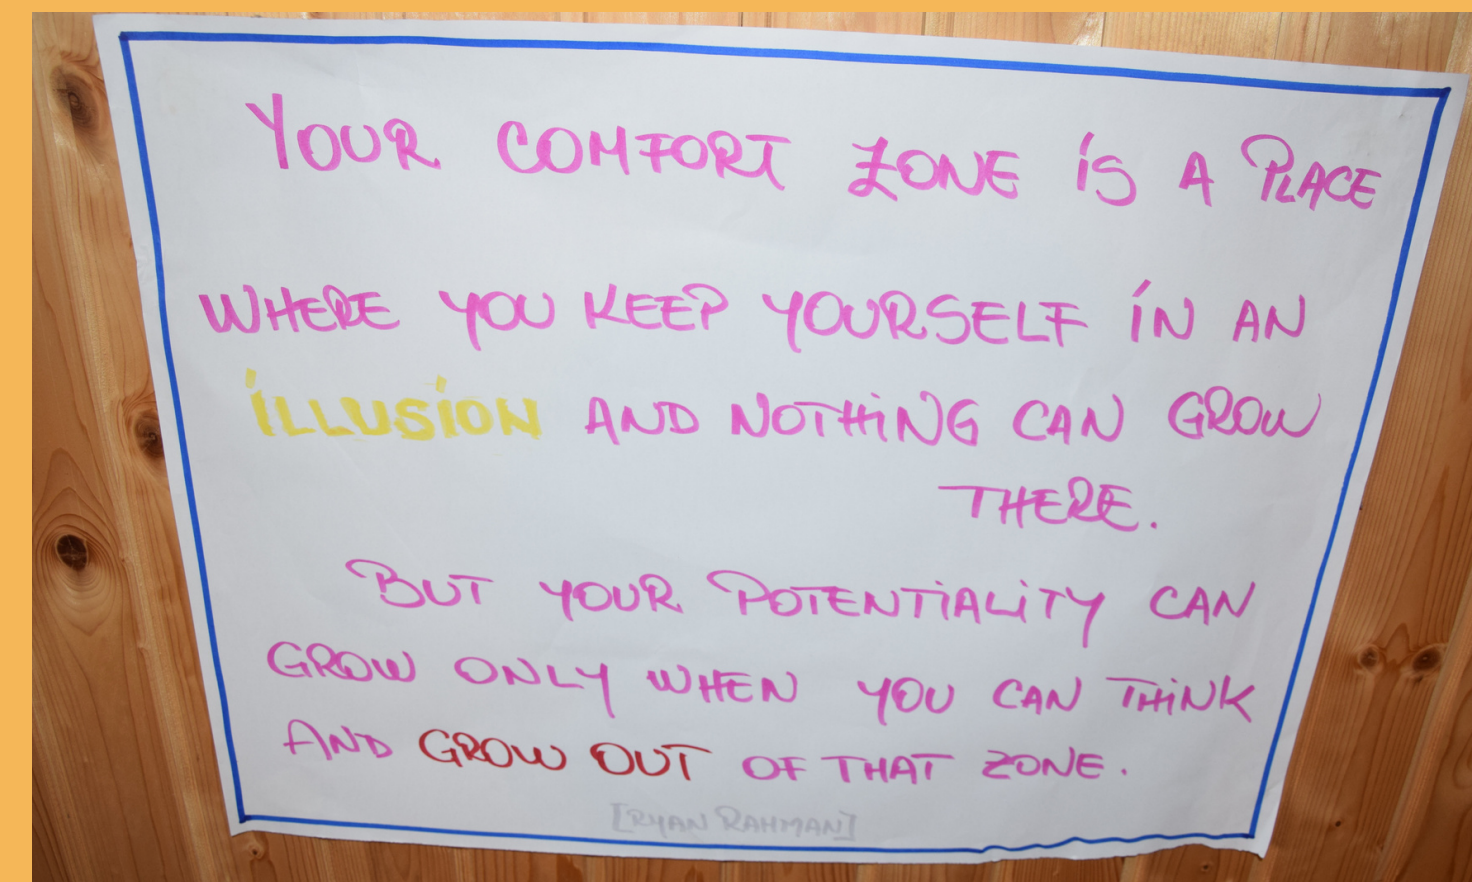 YOUR COMFORT ZONE IS A PLACE
WHERE YOU KEEP YOURSELF IN AN
ILLUSION AND NOTHING CAN GROW
THERE.
BUT YOUR POTENTIALITY CAN
GROW ONLY WHEN YOU CAN THINK
AND GROW OUT OF THAT ZONE.
[RYAN RAHMAN]